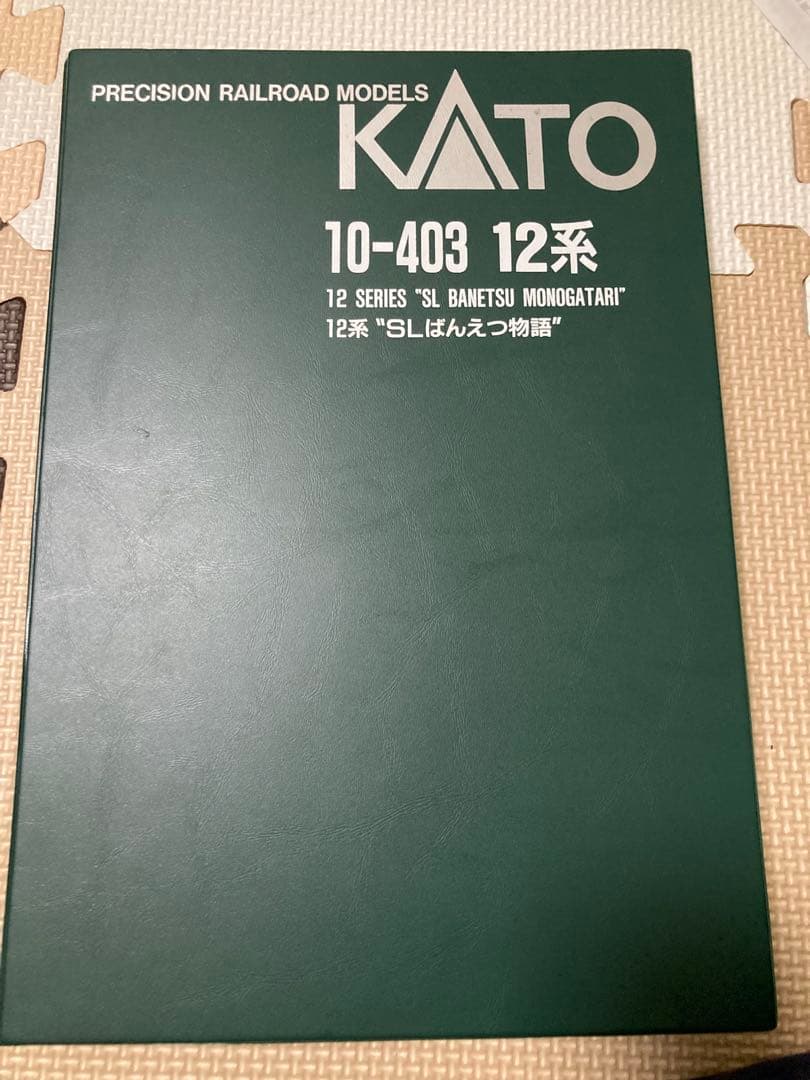 PRECISION RAILROAD MODELS
KATO
10-403 12系
12 SERIES "SL BANETSU MONOGATARI"
12系 "SLばんえつ物語"